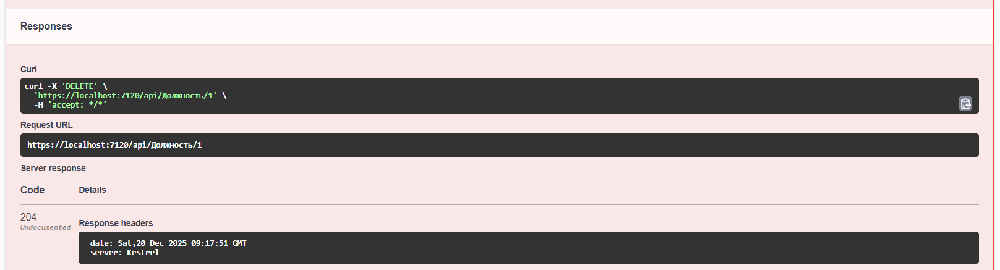 Responses
Curl
curl -X 'DELETE' \
'https://localhost:7120/api/Должность/1' \
-H 'accept: */*'
Request URL
https://localhost:7120/api/Должность/1
Server response
Code Details
204
Undocumented
Response headers
date: Sat,20 Dec 2025 09:17:51 GMT
server: Kestrel